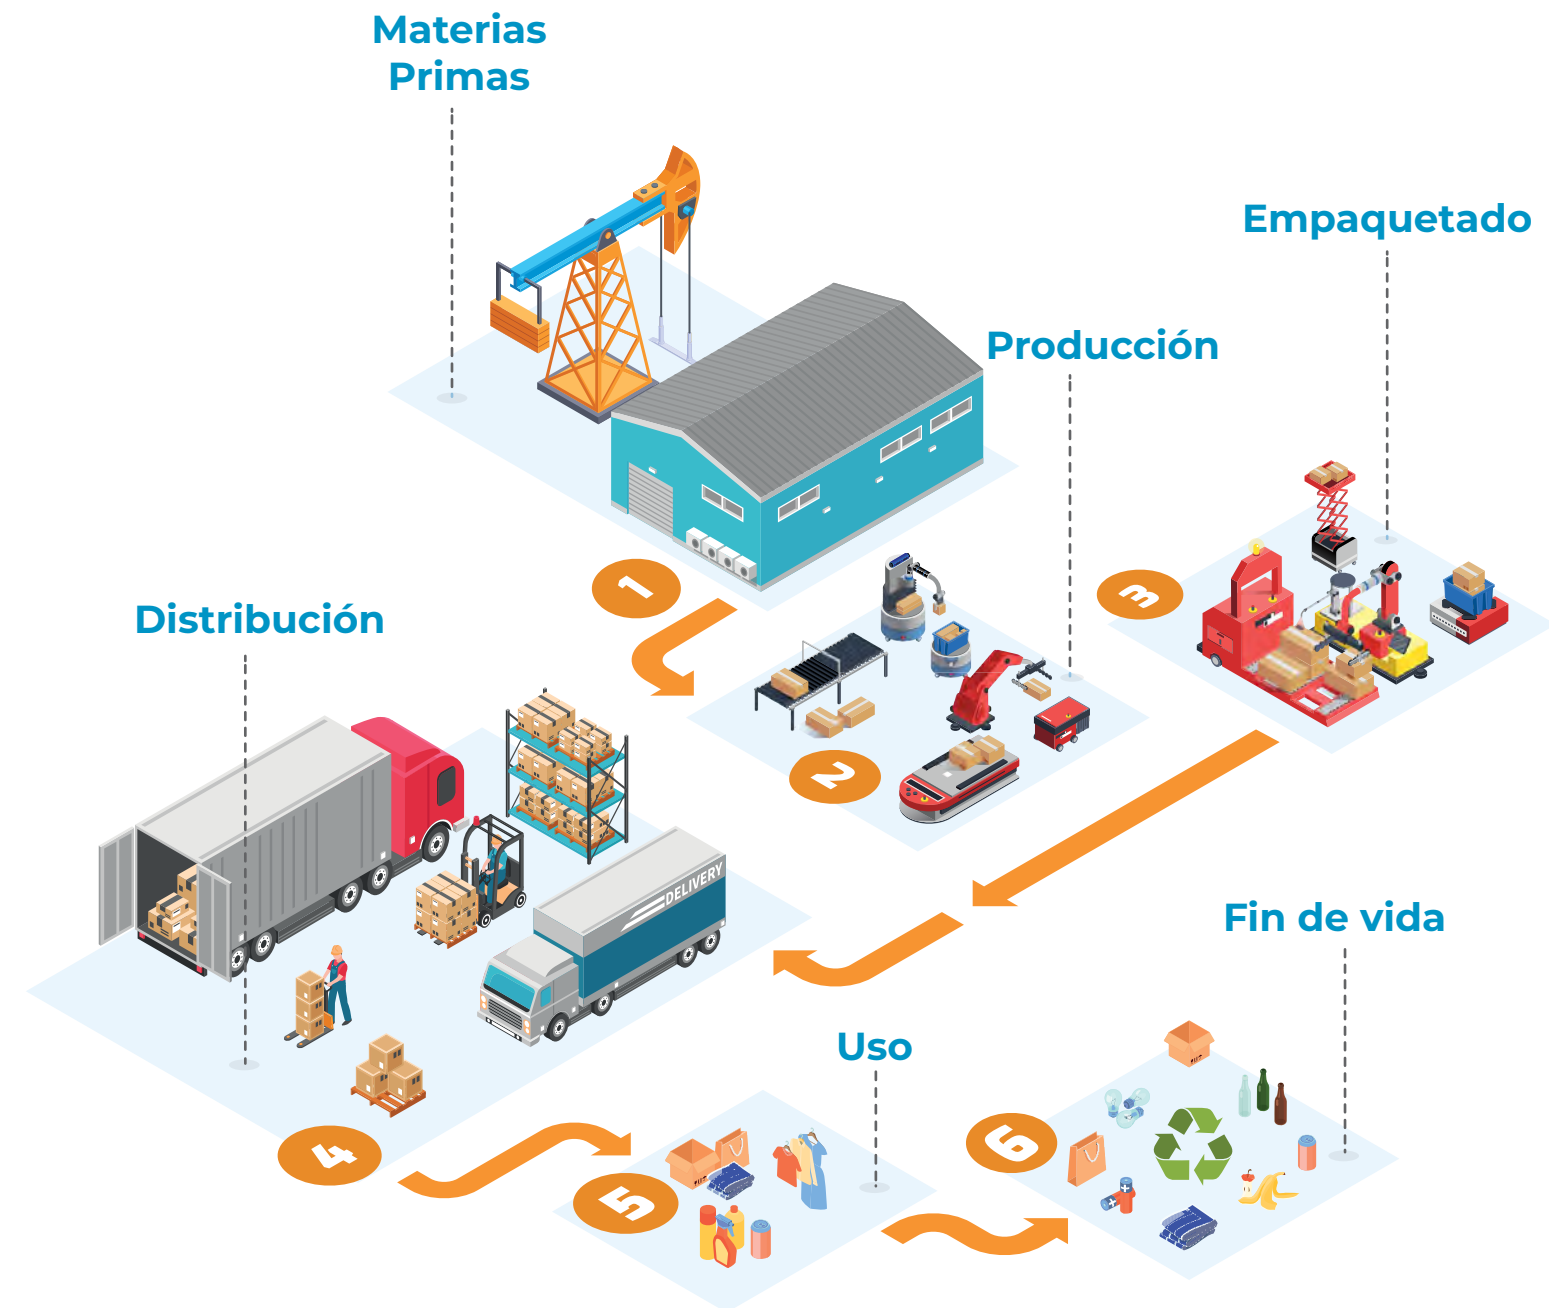 Materias
Primas
Empaquetado
Producción
1
3
Distribución
2
DELIVERY
Fin de vida
Uso
4
5
6